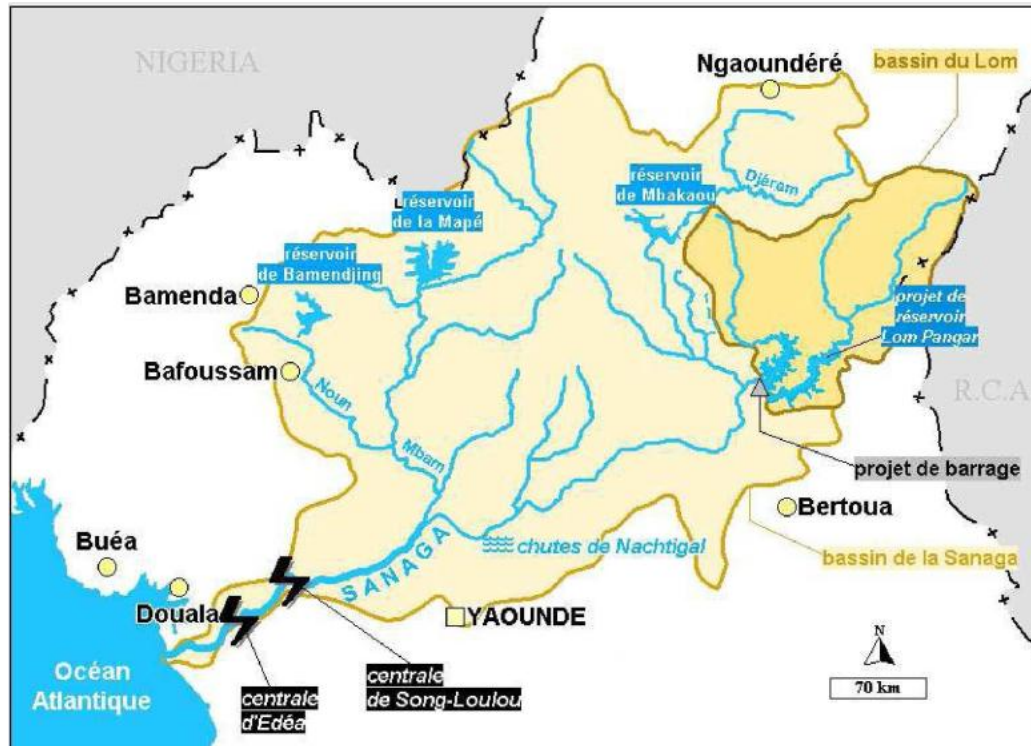 NIGERIA
Ngaoundéré
bassin du Lom
réservoir
de Mbakaou
Djérem
réservoir
de la Mapé
réservoir
de Bamendjing
Bamenda
projet de
réservoir
Lom Pangar
Bafoussam
R.C.A
Noun
Mbam
projet de barrage
Bertoua
Buéa
chutes de Nachtigal
bassin de la Sanaga
SANAGA
Douala
YAOUNDE
N
Océan
Atlantique
centrale
de Song-Loulou
70 km
centrale
d'Edéa